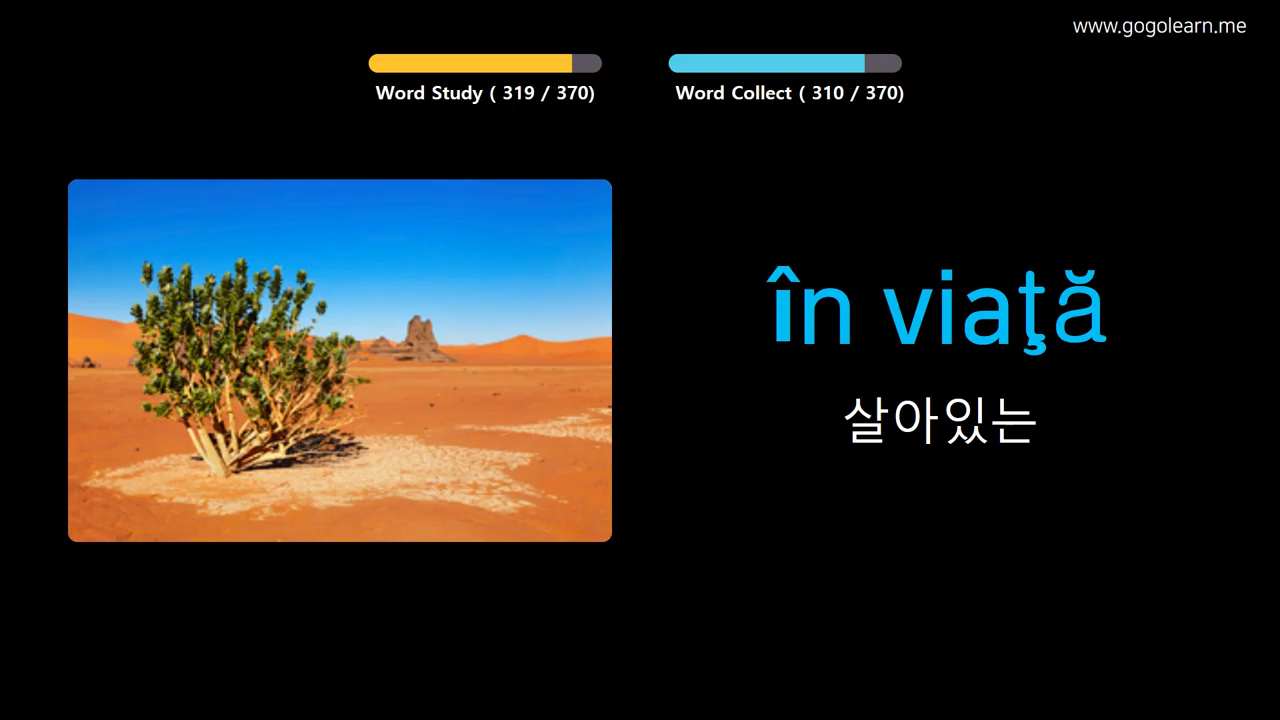 www.gogolearn.me
Word Study ( 319 / 370)
Word Collect ( 310 / 370)
în viaţă
살아있는